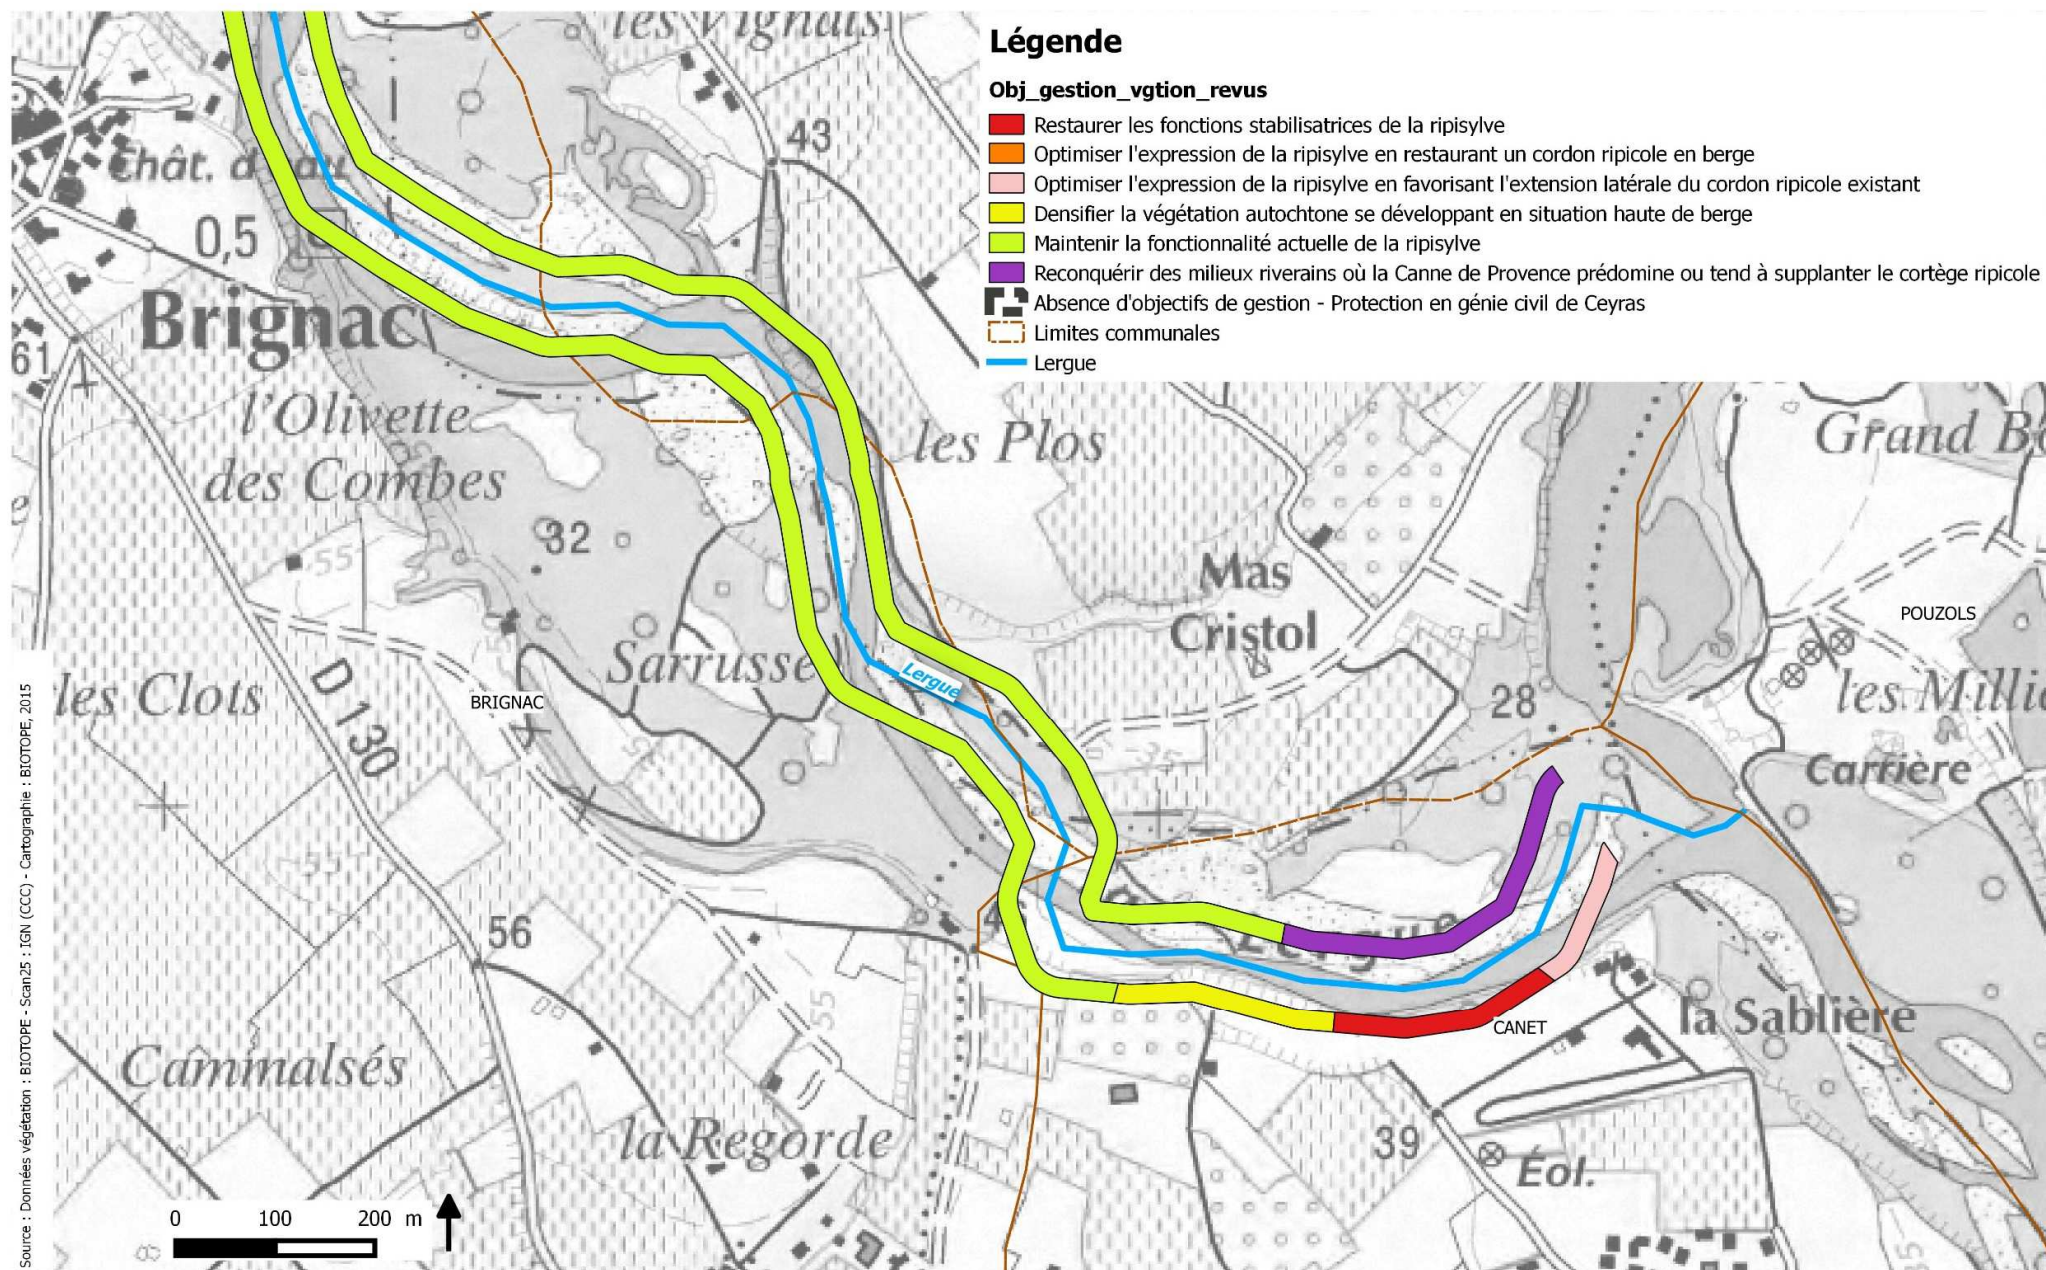 les Vignals
Légende
Obj_gestion_vgtion_revus
Restaurer les fonctions stabilisatrices de la ripisylve
Optimiser l'expression de la ripisylve en restaurant un cordon ripicole en berge
Optimiser l'expression de la ripisylve en favorisant l'extension latérale du cordon ripicole existant
Densifier la végétation autochtone se développant en situation haute de berge
Maintenir la fonctionnalité actuelle de la ripisylve
Reconquérir des milieux riverains où la Canne de Provence prédomine ou tend à supplanter le cortège ripicole
Absence d'objectifs de gestion - Protection en génie civil de Ceyras
Limites communales
Lergue
43
Chât. d'eau
0,5
Brignac
61
l'Olivette
des Combes
les Plos
Grand
32
55
Mas
Cristol
POUZOLS
Sarrusse
Lergue
les Clots
BRIGNAC
D 130
28
les
Carrière
35
55
56
Lergue
la Sablière
CANET
55
Cammalsés
la Regorde
39
Éol.
0 100 200 m
Source : Données végétation : BIOTOPE - Scan25 : IGN (CCC) - Cartographie : BIOTOPE, 2015